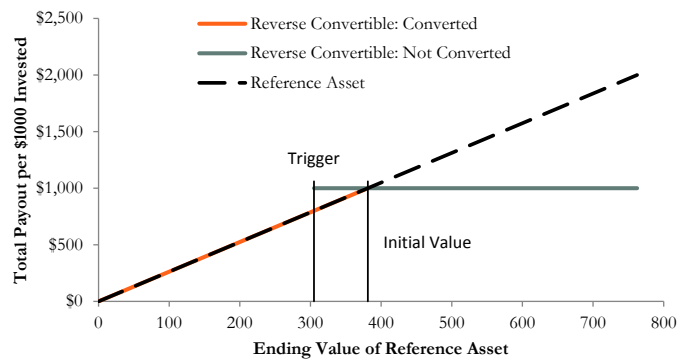 $2,500
$2,000
$1,500
$1,000
$500
$0
Total Payout per $1000 Invested
Reverse Convertible: Converted
Reverse Convertible: Not Converted
Reference Asset
Trigger
Initial Value
0 100 200 300 400 500 600 700 800
Ending Value of Reference Asset